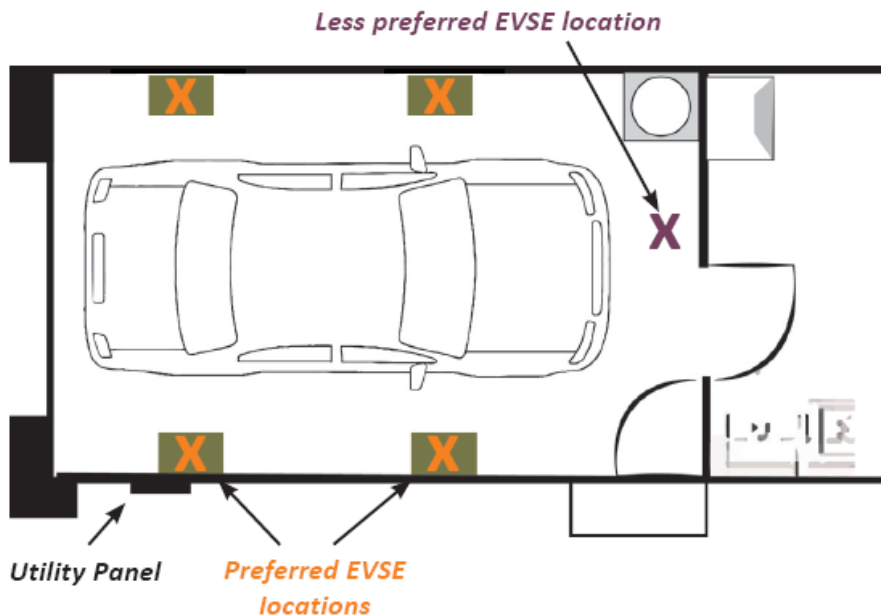 Less preferred EVSE location
X
X
X
X
X
Utility Panel
Preferred EVSE
locations